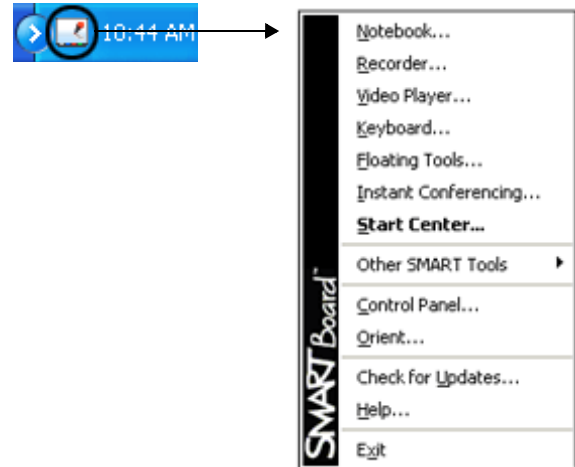 10:44 AM
Notebook...
Recorder...
Video Player...
Keyboard...
Floating Tools...
Instant Conferencing...
Start Center...
Other SMART Tools
Control Panel...
Orient...
Check for Updates...
Help...
Exit
SMART Board™